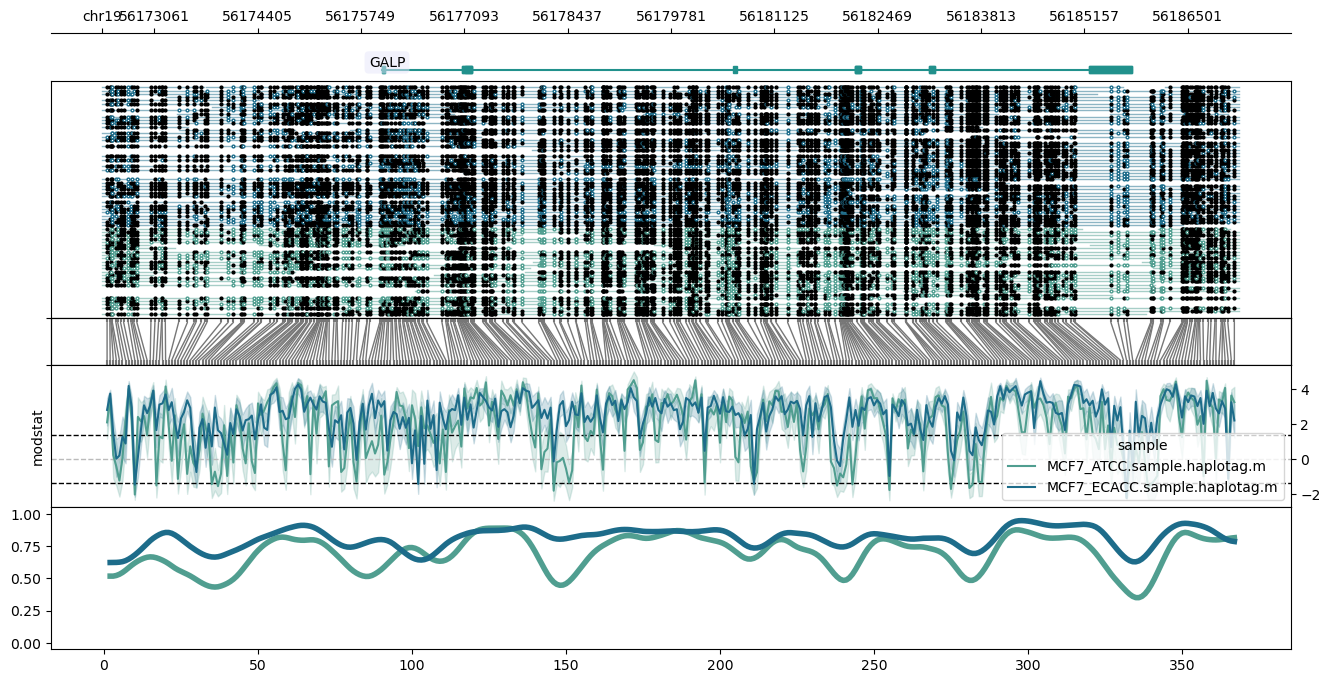 chr19 56173061 56174405 56175749 56177093 56178437 56179781 56181125 56182469 56183813 56185157 56186501
GALP
modstat
4
2
0
−2
sample
MCF7_ATCC.sample.haplotag.m
MCF7_ECACC.sample.haplotag.m
1.00
0.75
0.50
0.25
0.00
0 50 100 150 200 250 300 350